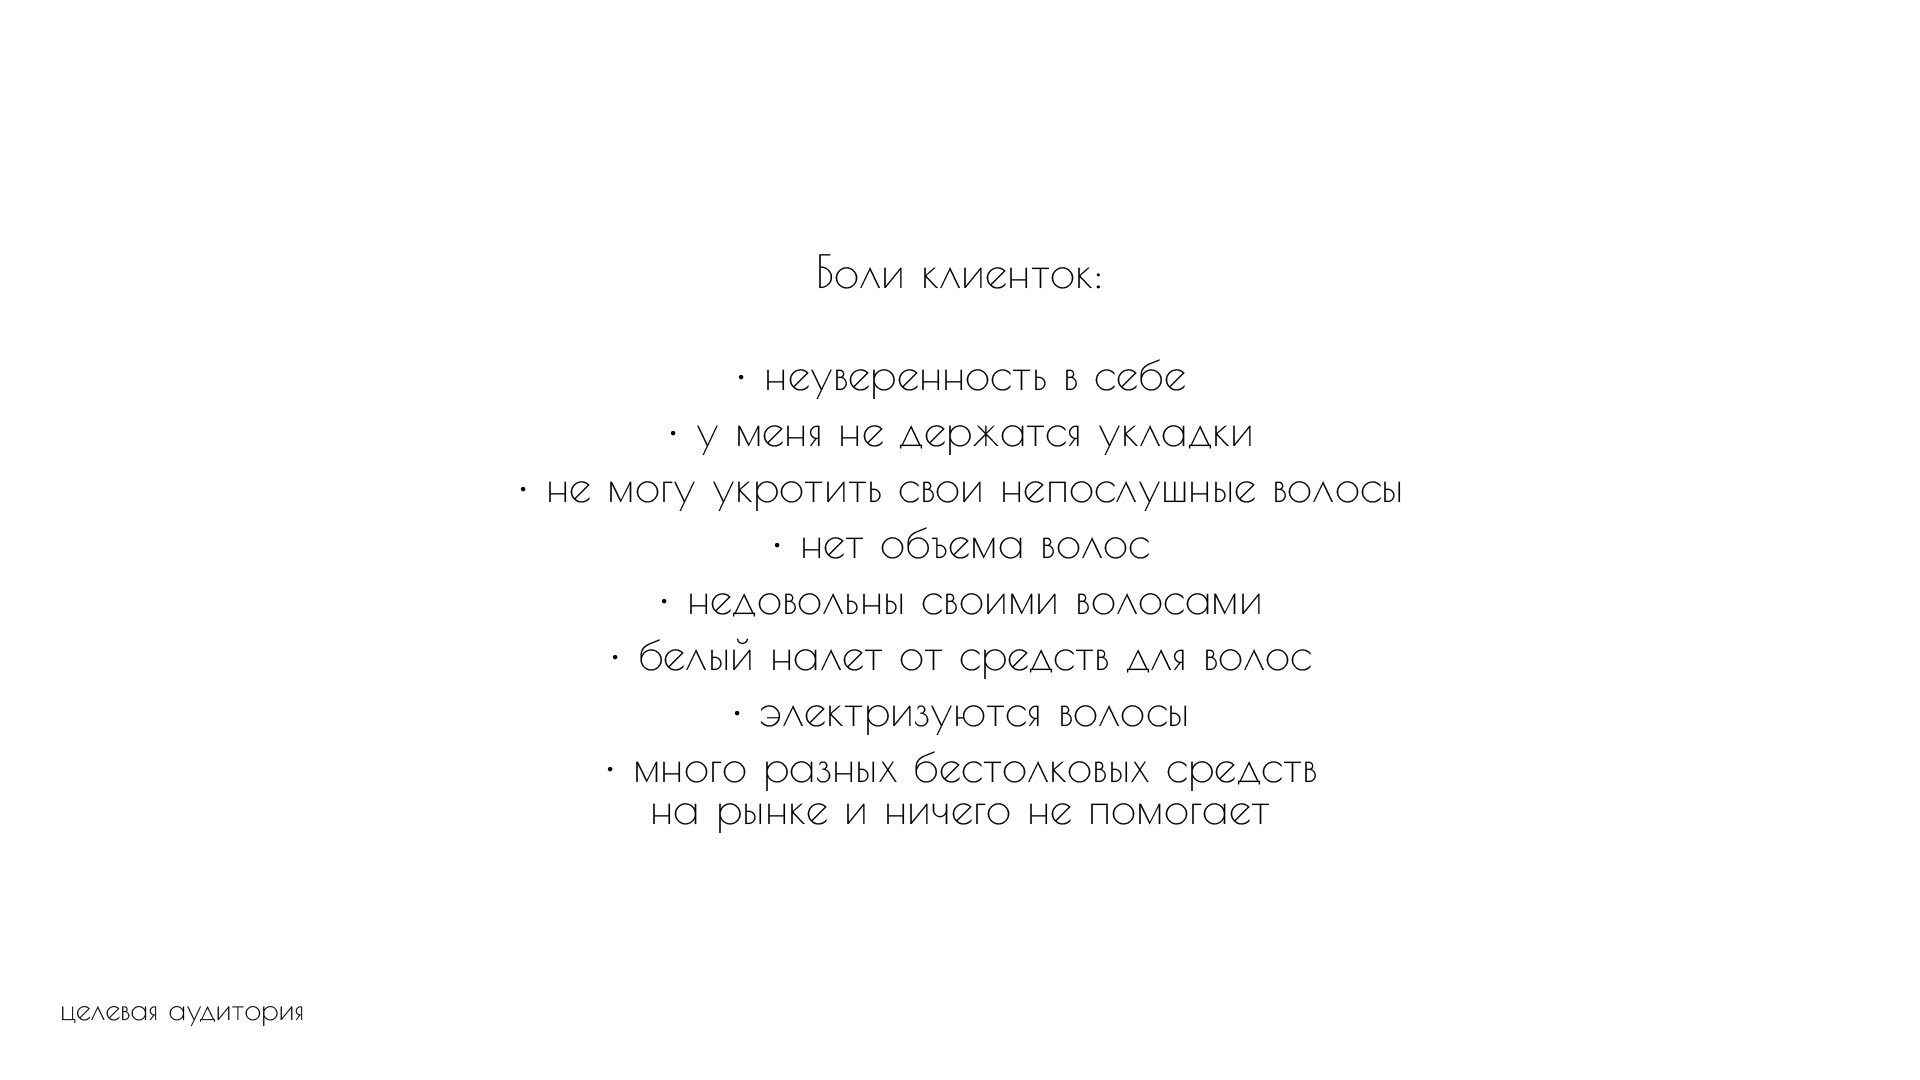 Боли клиенток:
· неуверенность в себе
· у меня не держатся укладки
· не могу укротить свои непослушные волосы
· нет объема волос
· недовольны своими волосами
· белый налет от средств для волос
· электризуются волосы
· много разных бестолковых средств
на рынке и ничего не помогает
целевая аудитория